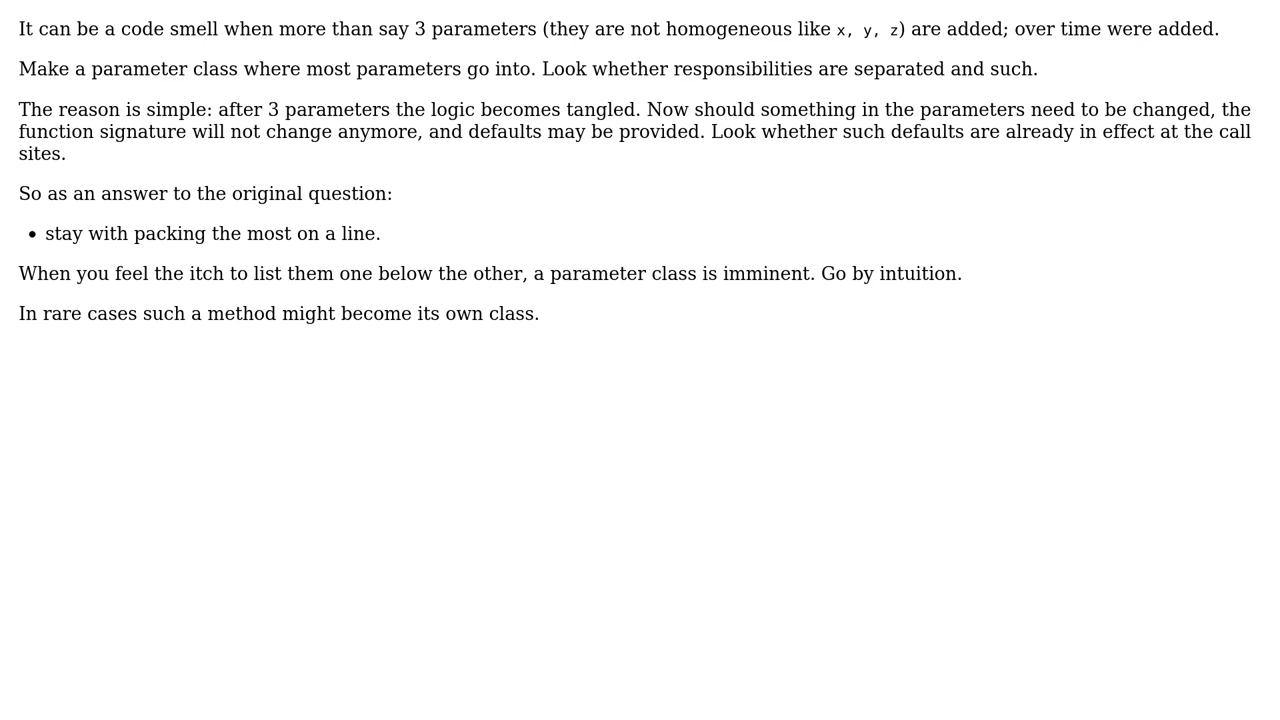 It can be a code smell when more than say 3 parameters (they are not homogeneous like x, y, z) are added; over time were added.
Make a parameter class where most parameters go into. Look whether responsibilities are separated and such.
The reason is simple: after 3 parameters the logic becomes tangled. Now should something in the parameters need to be changed, the
function signature will not change anymore, and defaults may be provided. Look whether such defaults are already in effect at the call
sites.
So as an answer to the original question:
• stay with packing the most on a line.
When you feel the itch to list them one below the other, a parameter class is imminent. Go by intuition.
In rare cases such a method might become its own class.